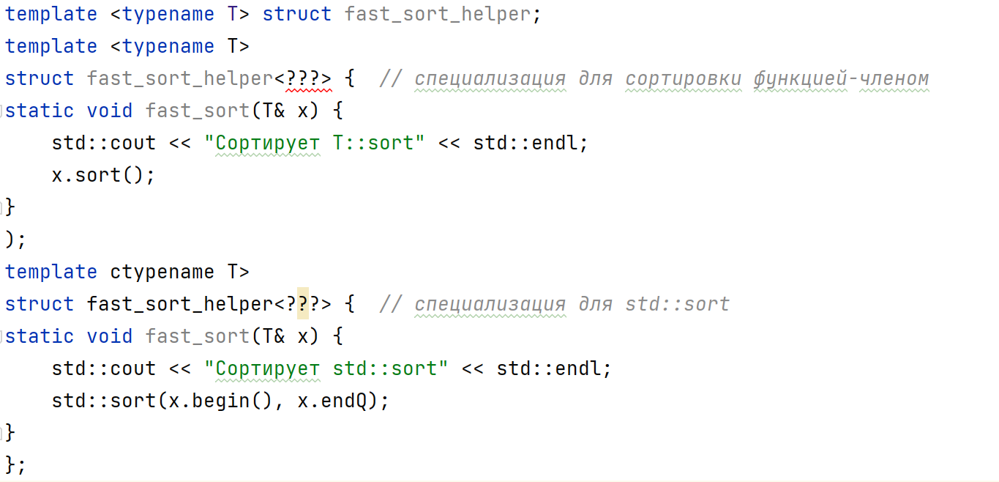 template <typename T> struct fast_sort_helper;
template <typename T>
struct fast_sort_helper<???> {  // специализация для сортировки функцией-членом
static void fast_sort(T& x) {
    std::cout << "Сортирует T::sort" << std::endl;
    x.sort();
}
);
template ctypename T>
struct fast_sort_helper<???> {  // специализация для std::sort
static void fast_sort(T& x) {
    std::cout << "Сортирует std::sort" << std::endl;
    std::sort(x.begin(), x.endQ);
}
};